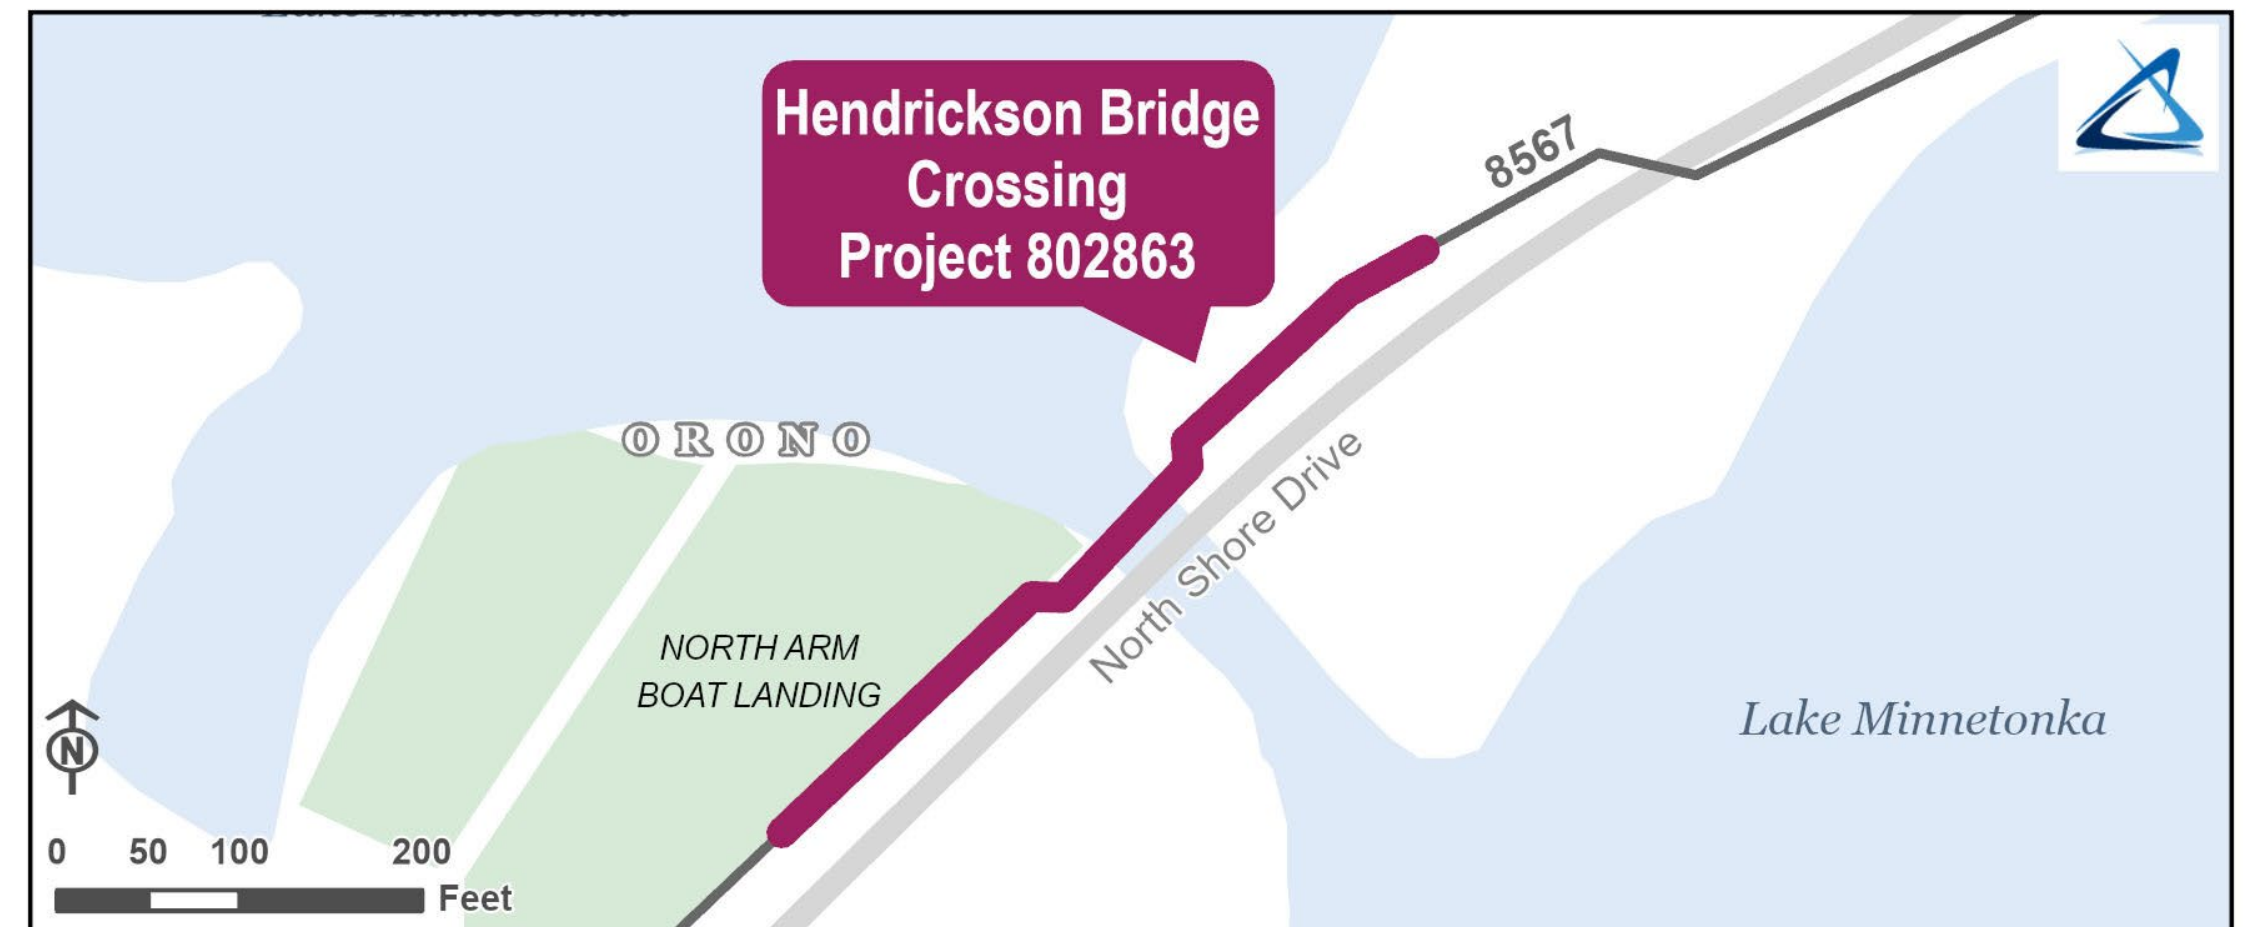 Hendrickson Bridge
Crossing
Project 802863
8567
ORONO
North Shore Drive
NORTH ARM
BOAT LANDING
Lake Minnetonka
N
0 50 100 200
Feet